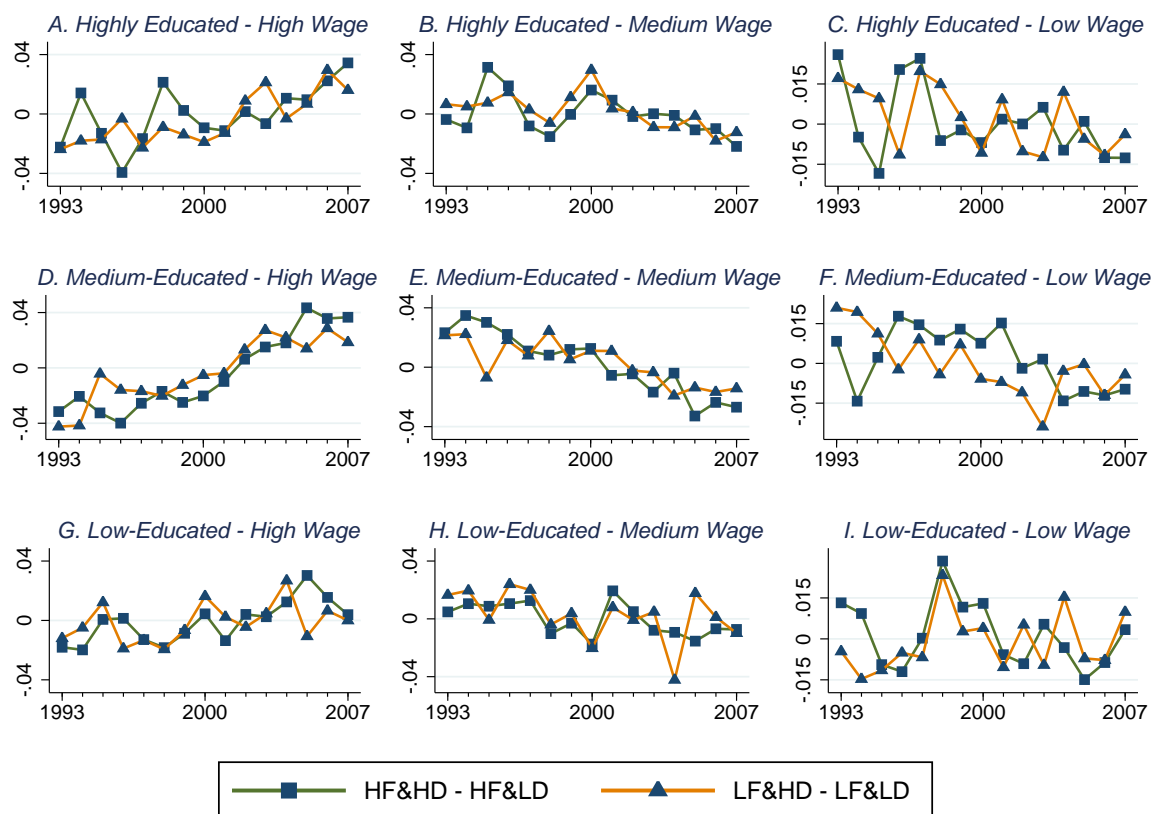 A. Highly Educated - High Wage
.04
0
-.04
1993 2000 2007
B. Highly Educated - Medium Wage
.04
0
-.04
1993 2000 2007
C. Highly Educated - Low Wage
.015
0
-.015
1993 2000 2007
D. Medium-Educated - High Wage
.04
0
-.04
1993 2000 2007
E. Medium-Educated - Medium Wage
.04
0
-.04
1993 2000 2007
F. Medium-Educated - Low Wage
.015
0
-.015
1993 2000 2007
G. Low-Educated - High Wage
.04
0
-.04
1993 2000 2007
H. Low-Educated - Medium Wage
.04
0
-.04
1993 2000 2007
I. Low-Educated - Low Wage
.015
0
-.015
1993 2000 2007
HF&HD - HF&LD
LF&HD - LF&LD